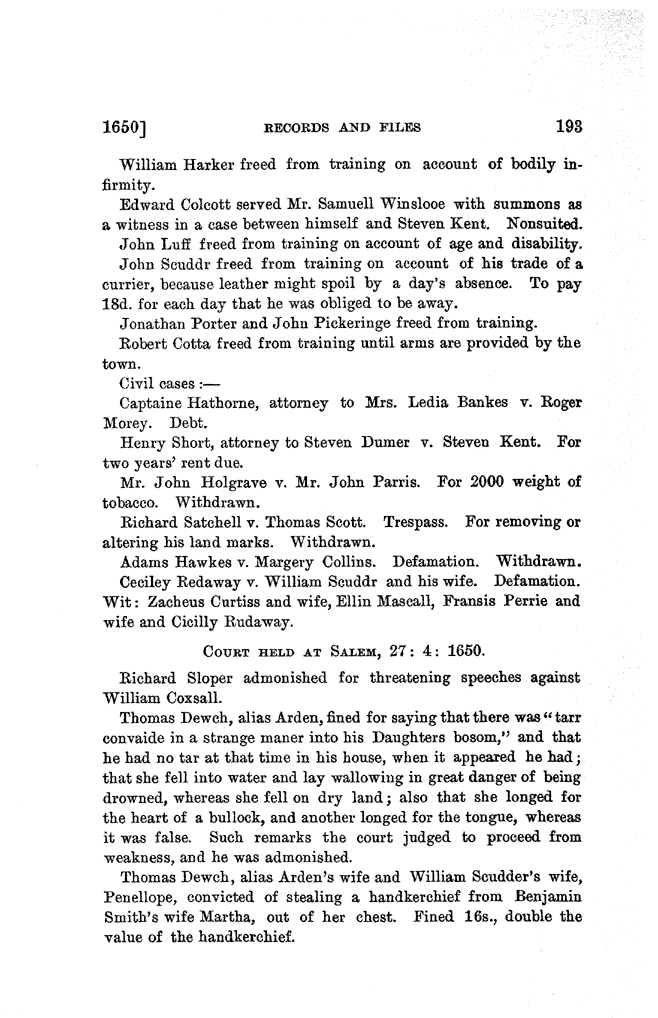 1650] RECORDS AND FILES 193
William Harker freed from training on account of bodily in-
firmity.
Edward Colcott served Mr. Samuell Winslooe with summons as
a witness in a case between himself and Steven Kent. Nonsuited.
John Luff freed from training on account of age and disability.
John Scuddr freed from training on account of his trade of a
currier, because leather might spoil by a day's absence. To pay
18d. for each day that he was obliged to be away.
Jonathan Porter and John Pickeringe freed from training.
Robert Cotta freed from training until arms are provided by the
town.
Civil cases :—
Captaine Hathorne, attorney to Mrs. Ledia Bankes v. Roger
Morey. Debt.
Henry Short, attorney to Steven Dumer v. Steven Kent. For
two years' rent due.
Mr. John Holgrave v. Mr. John Parris. For 2000 weight of
tobacco. Withdrawn.
Richard Satchell v. Thomas Scott. Trespass. For removing or
altering his land marks. Withdrawn.
Adams Hawkes v. Margery Collins. Defamation. Withdrawn.
Ceciley Redaway v. William Scuddr and his wife. Defamation.
Wit: Zacheus Curtiss and wife, Ellin Mascall, Fransis Perrie and
wife and Cicilly Rudaway.
COURT HELD AT SALEM, 27: 4: 1650.
Richard Sloper admonished for threatening speeches against
William Coxsall.
Thomas Dewch, alias Arden, fined for saying that there was "tarr
convaide in a strange maner into his Daughters bosom," and that
he had no tar at that time in his house, when it appeared he had;
that she fell into water and lay wallowing in great danger of being
drowned, whereas she fell on dry land; also that she longed for
the heart of a bullock, and another longed for the tongue, whereas
it was false. Such remarks the court judged to proceed from
weakness, and he was admonished.
Thomas Dewch, alias Arden's wife and William Scudder's wife,
Penellope, convicted of stealing a handkerchief from Benjamin
Smith's wife Martha, out of her chest. Fined 16s., double the
value of the handkerchief.